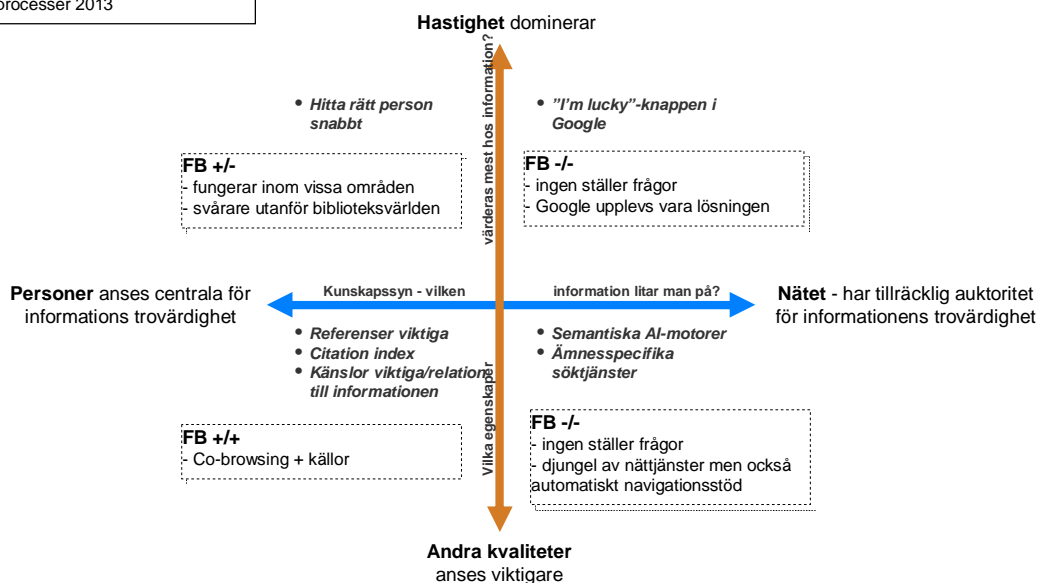 processer 2013
Hastighet dominerar
värderas mest hos information?
• Hitta rätt person
snabbt
• ”I’m lucky”-knappen i
Google
FB +/-
- fungerar inom vissa områden
- svårare utanför biblioteksvärlden
FB -/-
- ingen ställer frågor
- Google upplevs vara lösningen
Personer anses centrala för
informations trovärdighet
Kunskapssyn - vilken
information litar man på?
Nätet - har tillräcklig auktoritet
för informationens trovärdighet
• Referenser viktiga
• Citation index
• Känslor viktiga/relation
till informationen
• Semantiska AI-motorer
• Ämnesspecifika
söktjänster
Vilka egenskaper
FB +/+
- Co-browsing + källor
FB -/-
- ingen ställer frågor
- djungel av nättjänster men också
automatiskt navigationsstöd
Andra kvaliteter
anses viktigare